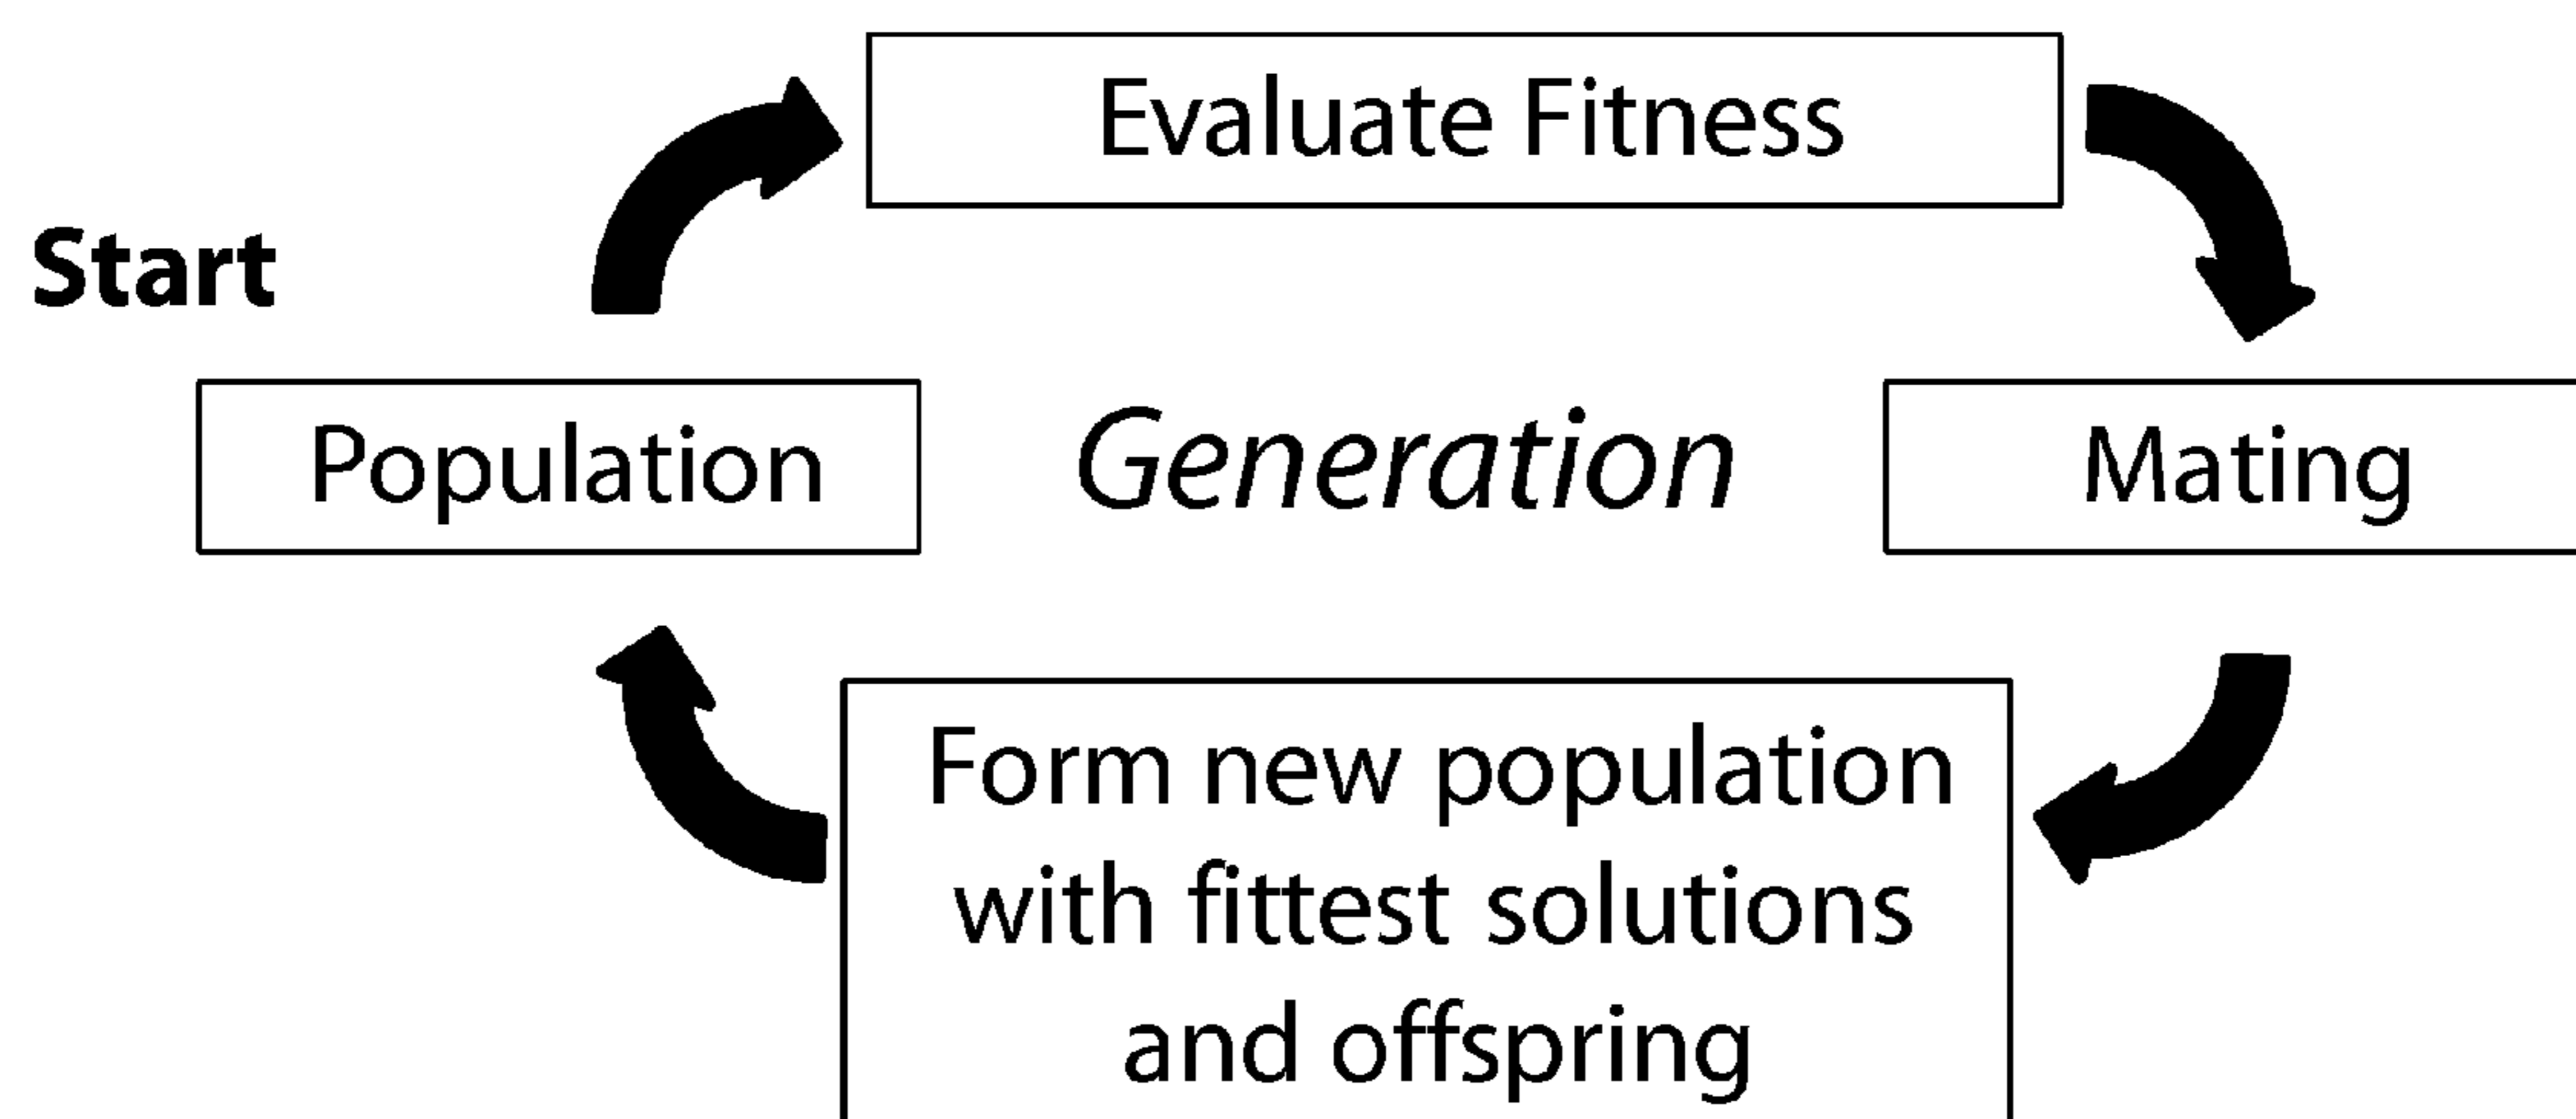 Evaluate Fitness
Start
Population
Generation
Mating
Form new population
with fittest solutions
and offspring